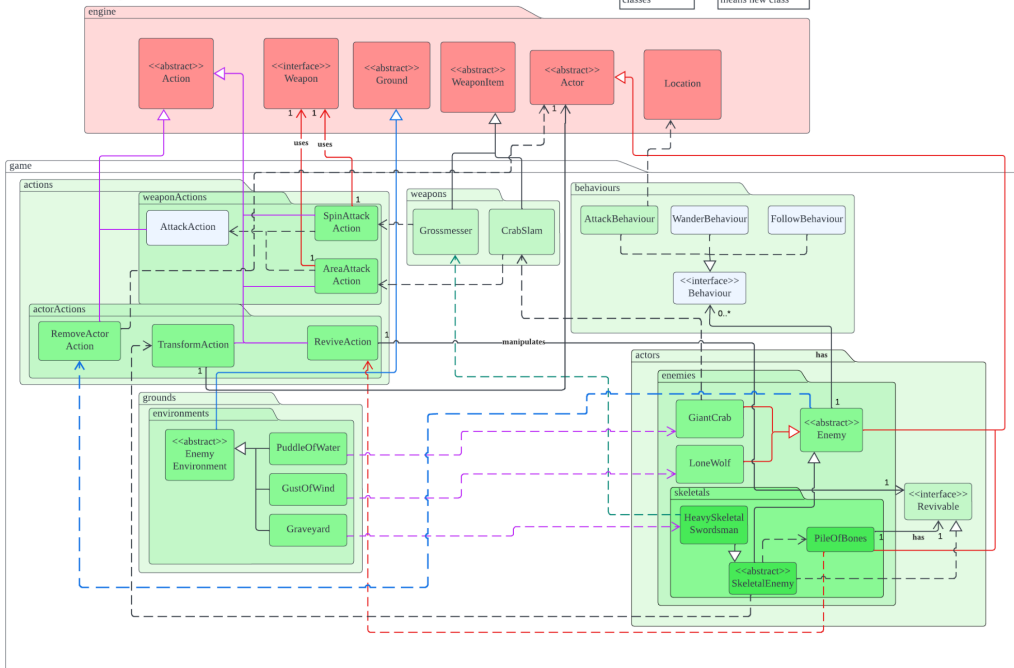 classes
means new class
engine
<<abstract>>
Action
<<interface>>
Weapon
<<abstract>>
Ground
<<abstract>>
WeaponItem
<<abstract>>
Actor
Location
1
1
1
uses
uses
game
actions
weaponActions
AttackAction
1
SpinAttack
Action
1
AreaAttack
Action
weapons
Grossmesser
CrabSlam
behaviours
AttackBehaviour
WanderBehaviour
FollowBehaviour
<<interface>>
Behaviour
0..*
actorActions
RemoveActor
Action
TransformAction
1
ReviveAction
1
manipulates
has
1
grounds
environments
<<abstract>>
Enemy
Environment
PuddleOfWater
GustOfWind
Graveyard
actors
enemies
GiantCrab
LoneWolf
<<abstract>>
Enemy
1
<<interface>>
Revivable
skeletals
HeavySkeletal
Swordsman
PileOfBones
1
has
1
<<abstract>>
SkeletalEnemy